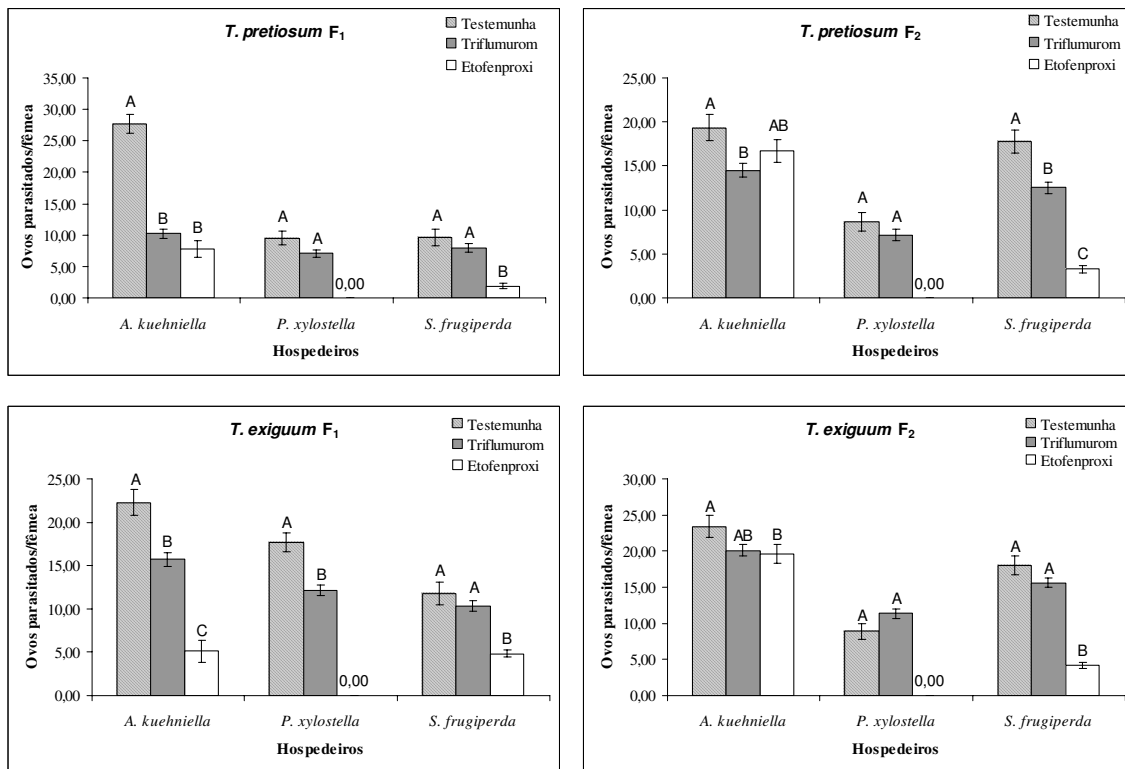 T. pretiosum F1
Testemunha
Triflumurom
Etofenproxi
Ovos parasitados/fêmea
35,00
30,00
25,00
20,00
15,00
10,00
5,00
0,00
A
B
B
A
A
0,00
A
A
B
A. kuehniella
P. xylostella
S. frugiperda
Hospedeiros
T. pretiosum F2
Testemunha
Triflumurom
Etofenproxi
Ovos parasitados/fêmea
25,00
20,00
15,00
10,00
5,00
0,00
A
B
AB
A
A
0,00
A
B
C
A. kuehniella
P. xylostella
S. frugiperda
Hospedeiros
T. exiguum F1
Testemunha
Triflumurom
Etofenproxi
Ovos parasitados/fêmea
25,00
20,00
15,00
10,00
5,00
0,00
A
B
C
A
B
0,00
A
A
B
A. kuehniella
P. xylostella
S. frugiperda
Hospedeiros
T. exiguum F2
Testemunha
Triflumurom
Etofenproxi
Ovos parasitados/fêmea
30,00
25,00
20,00
15,00
10,00
5,00
0,00
A
AB
B
A
A
0,00
A
A
B
A. kuehniella
P. xylostella
S. frugiperda
Hospedeiros